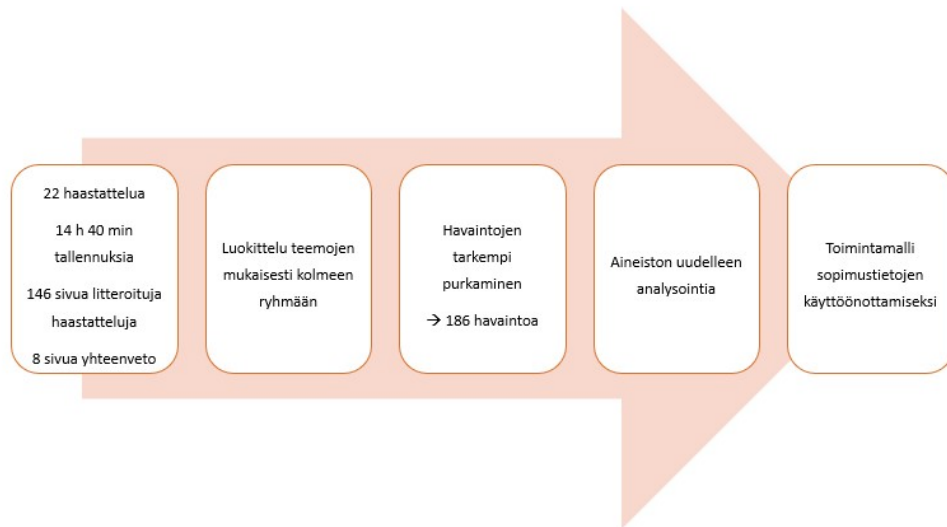 22 haastattelua
14 h 40 min
tallennuksia
146 sivua litteroituja
haastatteluja
8 sivua yhteenveto
Luokittelu teemojen
mukaisesti kolmeen
ryhmään
Havaintojen
tarkempi
purkaminen
→ 186 havaintoa
Aineiston uudelleen
analysointia
Toimintamalli
sopimustietojen
käyttöönottamiseksi